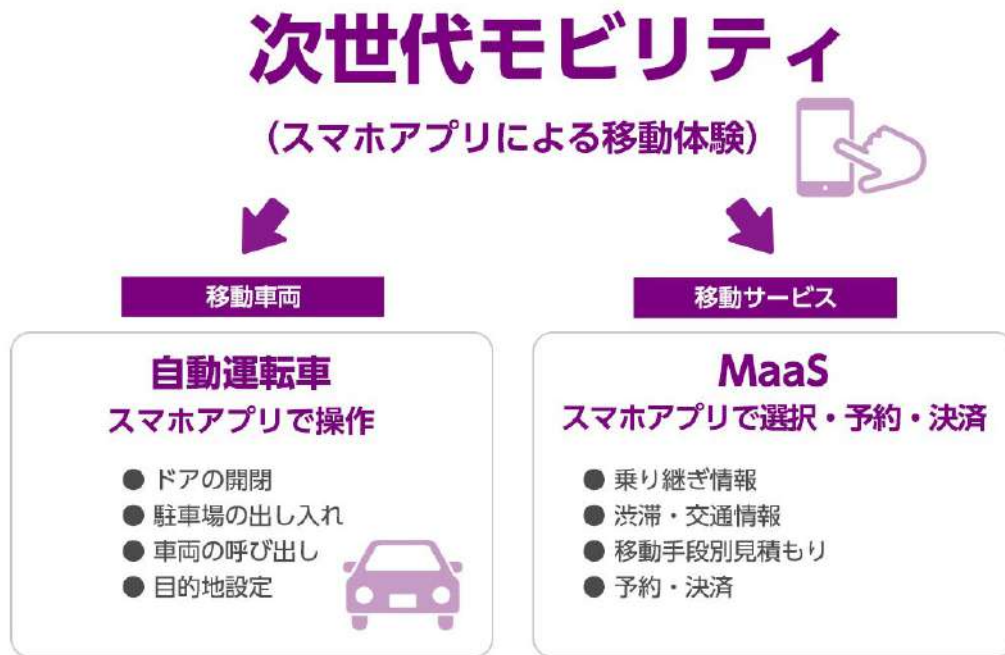 次世代モビリティ
（スマホアプリによる移動体験）
移動車両
自動運転車
スマホアプリで操作
● ドアの開閉
● 駐車場の出し入れ
● 車両の呼び出し
● 目的地設定
移動サービス
MaaS
スマホアプリで選択・予約・決済
● 乗り継ぎ情報
● 渋滞・交通情報
● 移動手段別見積もり
● 予約・決済